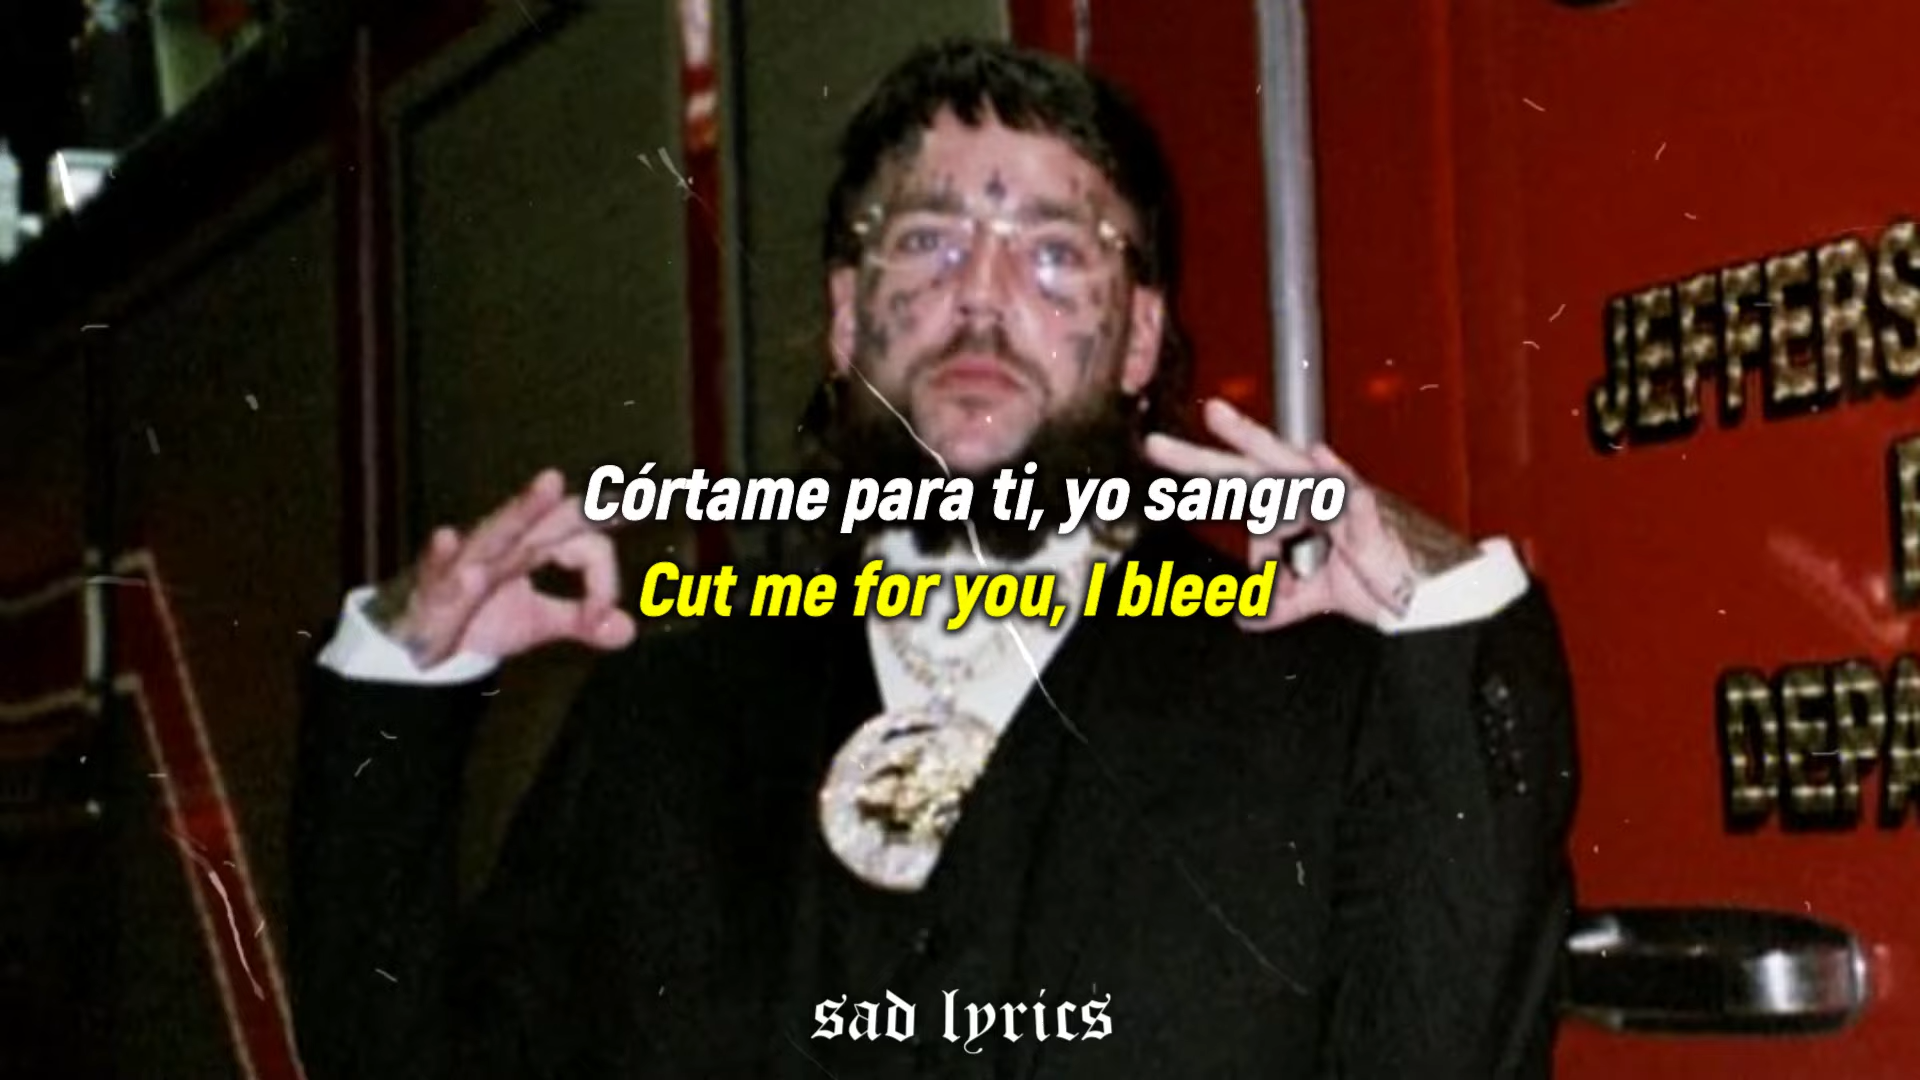 JEFFERS
DEPA
Córtame para ti, yo sangro
Cut me for you, I bleed
sad lyrics